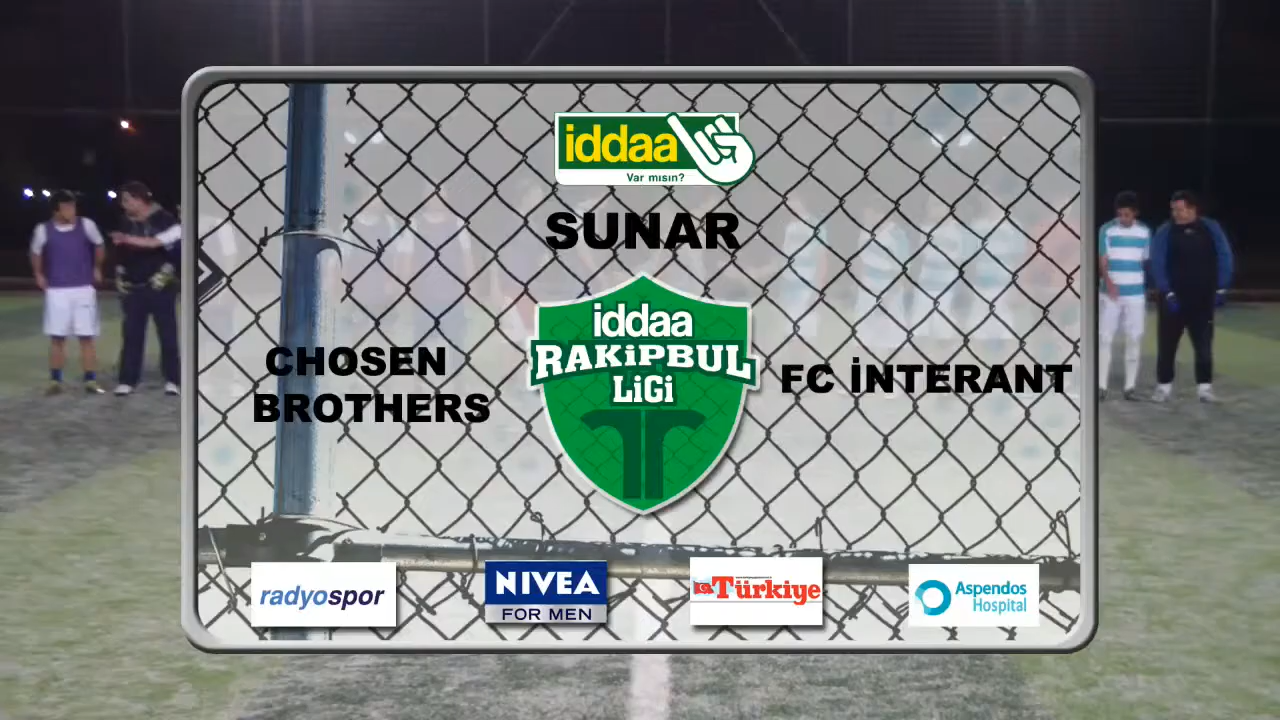 iddaa
Var mısın?
SUNAR
iddaa
RAKiPBUL
LiGi
CHOSEN
BROTHERS
FC İNTERANT
radyospor
NIVEA
FOR MEN
Türkiye
Aspendos
Hospital